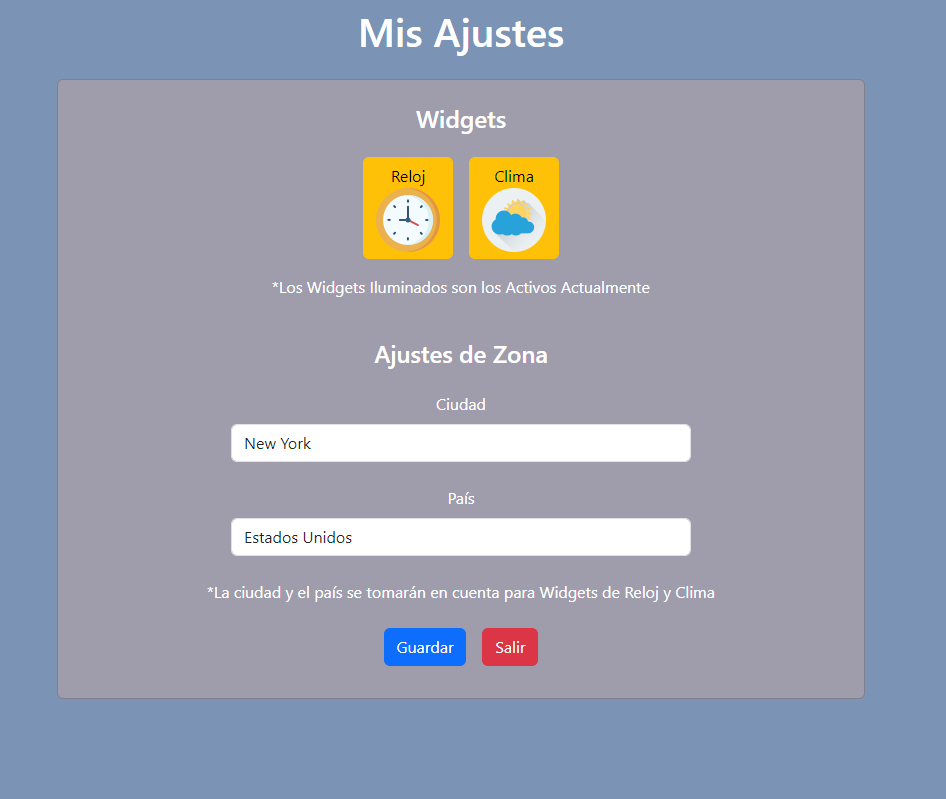 Mis Ajustes
Widgets
Reloj
Clima
*Los Widgets Iluminados son los Activos Actualmente
Ajustes de Zona
Ciudad
New York
País
Estados Unidos
*La ciudad y el país se tomarán en cuenta para Widgets de Reloj y Clima
Guardar
Salir